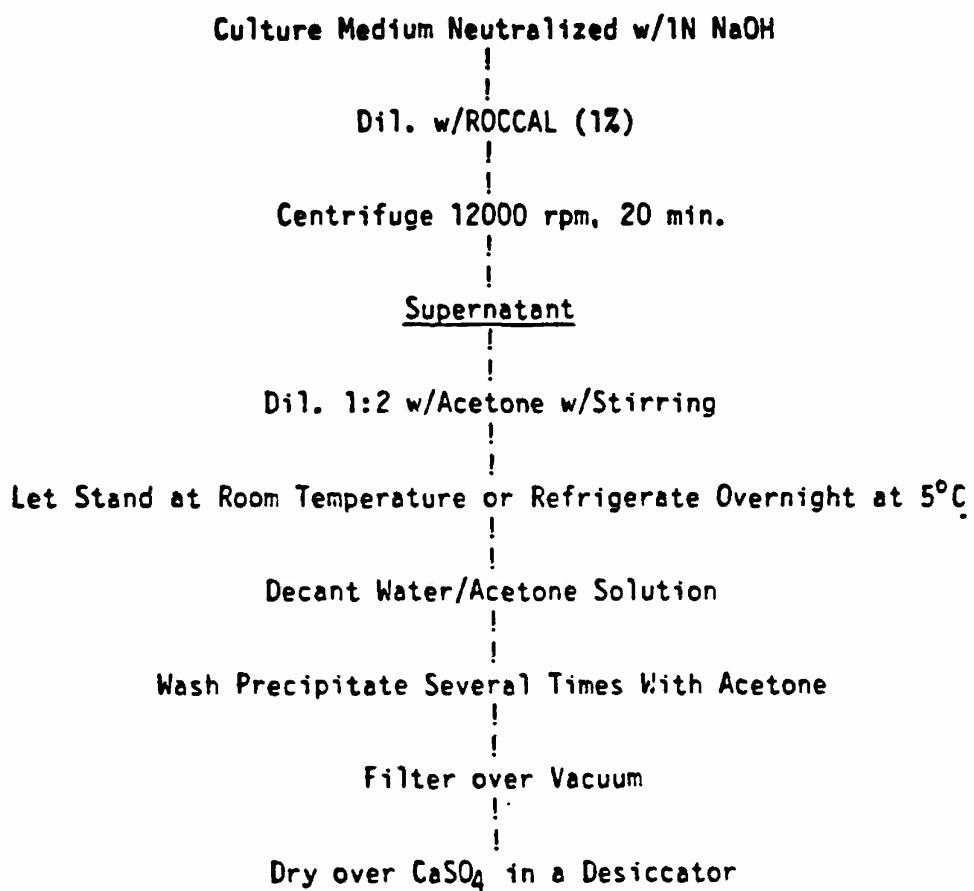 Culture Medium Neutralized w/1N NaOH
Dil. w/ROCCAL (1%)
Centrifuge 12000 rpm, 20 min.
Supernatant
Dil. 1:2 w/Acetone w/Stirring
Let Stand at Room Temperature or Refrigerate Overnight at 5°C
Decant Water/Acetone Solution
Wash Precipitate Several Times With Acetone
Filter over Vacuum
Dry over CaSO₄ in a Desiccator